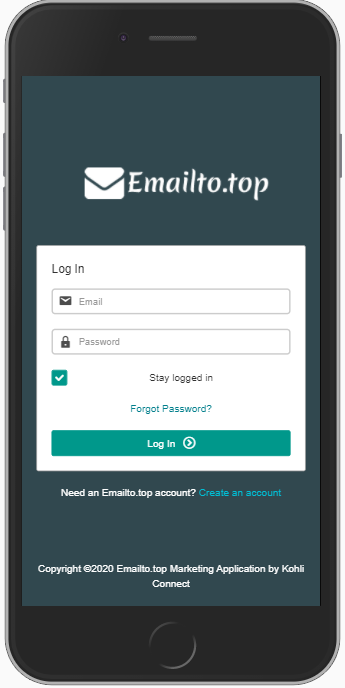 Emailto.top
Log In
Email
Password
Stay logged in
Forgot Password?
Log In
Need an Emailto.top account? Create an account
Copyright ©2020 Emailto.top Marketing Application by Kohli
Connect